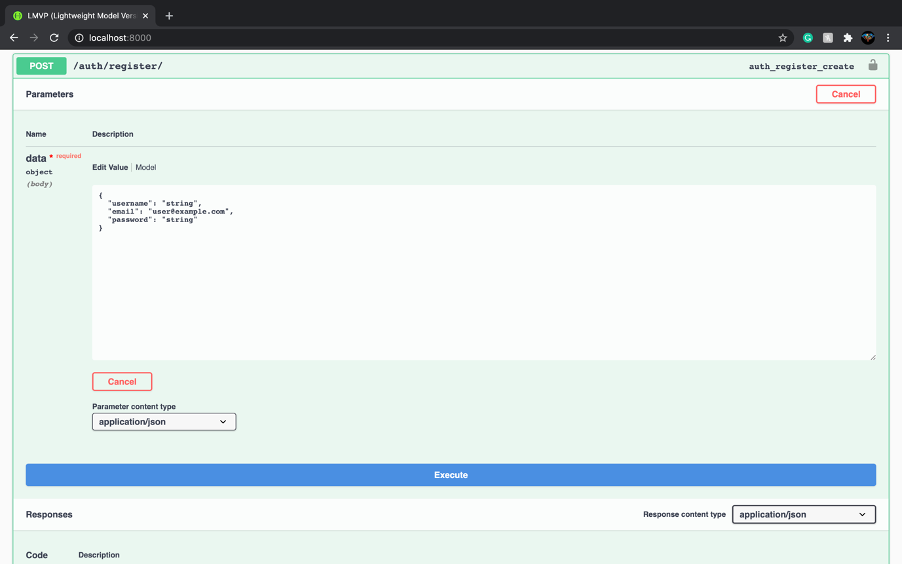 LMVP (Lightweight Model Vers
localhost:8000
POST /auth/register/ auth_register_create
Parameters Cancel
Name Description
data * required
object
(body)
Edit Value | Model
{
  "username": "string",
  "email": "user@example.com",
  "password": "string"
}
Cancel
Parameter content type
application/json
Execute
Responses Response content type application/json
Code Description